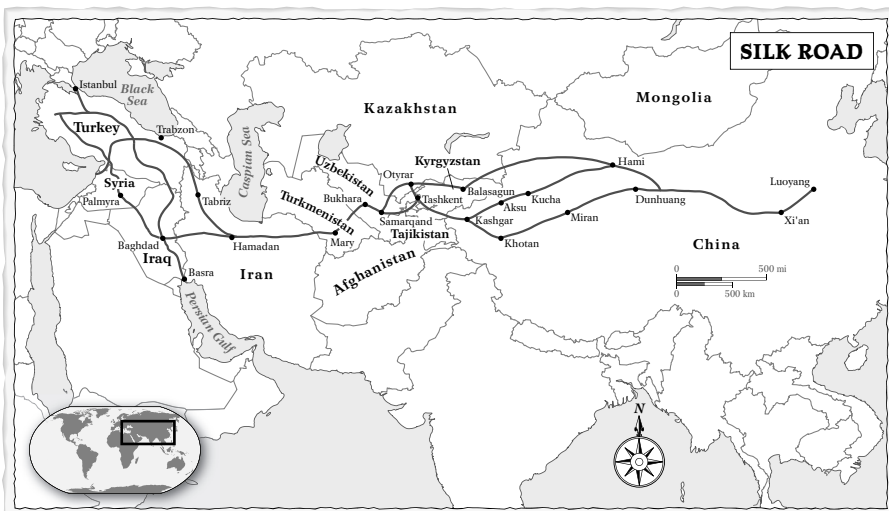 SILK ROAD
Istanbul
Black
Sea
Kazakhstan
Mongolia
Turkey
Trabzon
Caspian Sea
Uzbekistan
Kyrgyzstan
Hami
Otyrar
Syria
Palmyra
Tabriz
Turkmenistan
Bukhara
Tashkent
Balasagun
Kucha
Aksu
Dunhuang
Luoyang
Samarqand
Kashgar
Miran
Xi'an
Baghdad
Hamadan
Mary
Tajikistan
Khotan
China
Iraq
Iran
Basra
Afghanistan
0
500 mi
0
500 km
Persian Gulf
N